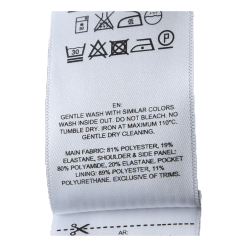 30
P
EN:
GENTLE WASH WITH SIMILAR COLORS
WASH INSIDE OUT. DO NOT BLEACH. NO
TUMBLE DRY. IRON AT MAXIMUM 110°C.
GENTLE DRY CLEANING.
MAIN FABRIC: 81% POLYESTER, 19%
ELASTANE, SHOULDER & SIDE PANEL:
80% POLYAMIDE, 20% ELASTANE, POCKET
LINING: 89% POLYESTER, 11%
POLYURETHANE. EXCLUSIVE OF TRIMS.
AR: